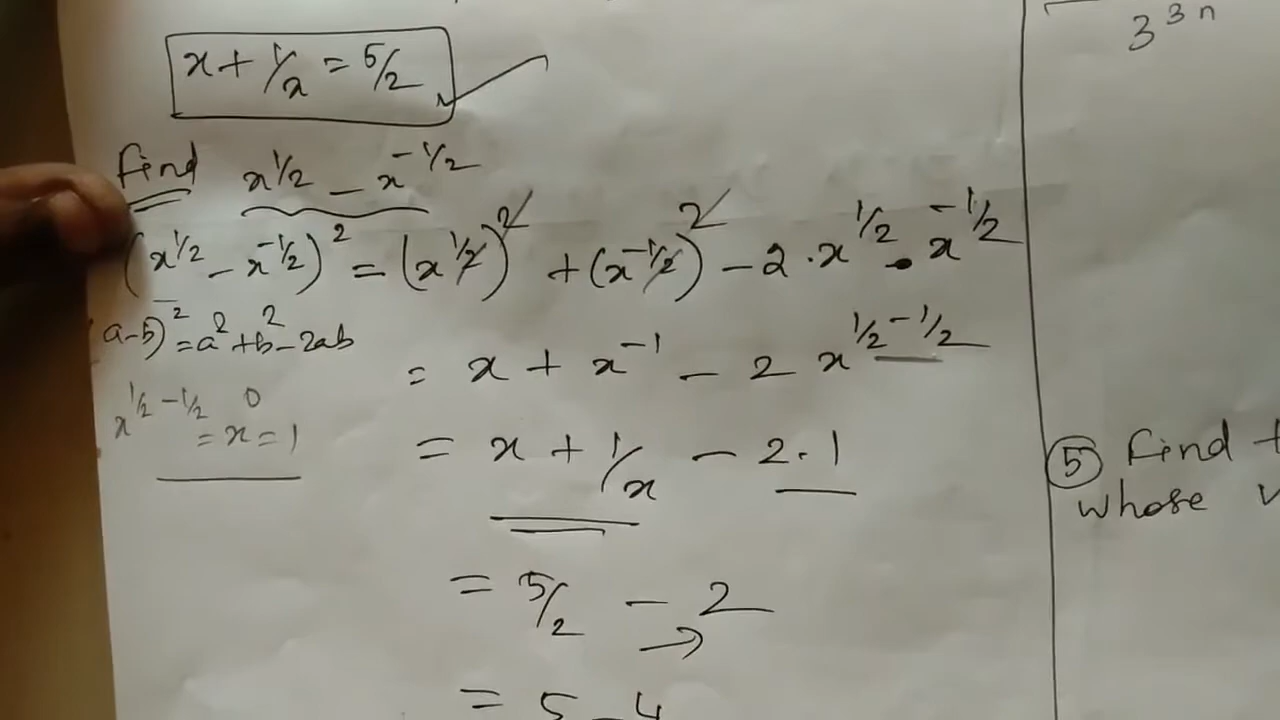 x + 1/x = 5/2
Find x^1/2 - x^-1/2
(x^1/2 - x^-1/2)^2 = (x^1/2)^2 + (x^-1/2)^2 - 2 · x^1/2 · x^-1/2
(a-b)^2 = a^2 + b^2 - 2ab
= x + x^-1 - 2 x^1/2 - 1/2
x^1/2 - 1/2 = x^0 = 1
= x + 1/x - 2 . 1
= 5/2 - 2
= 5 - 4
3^3n
⑤ Find
whose